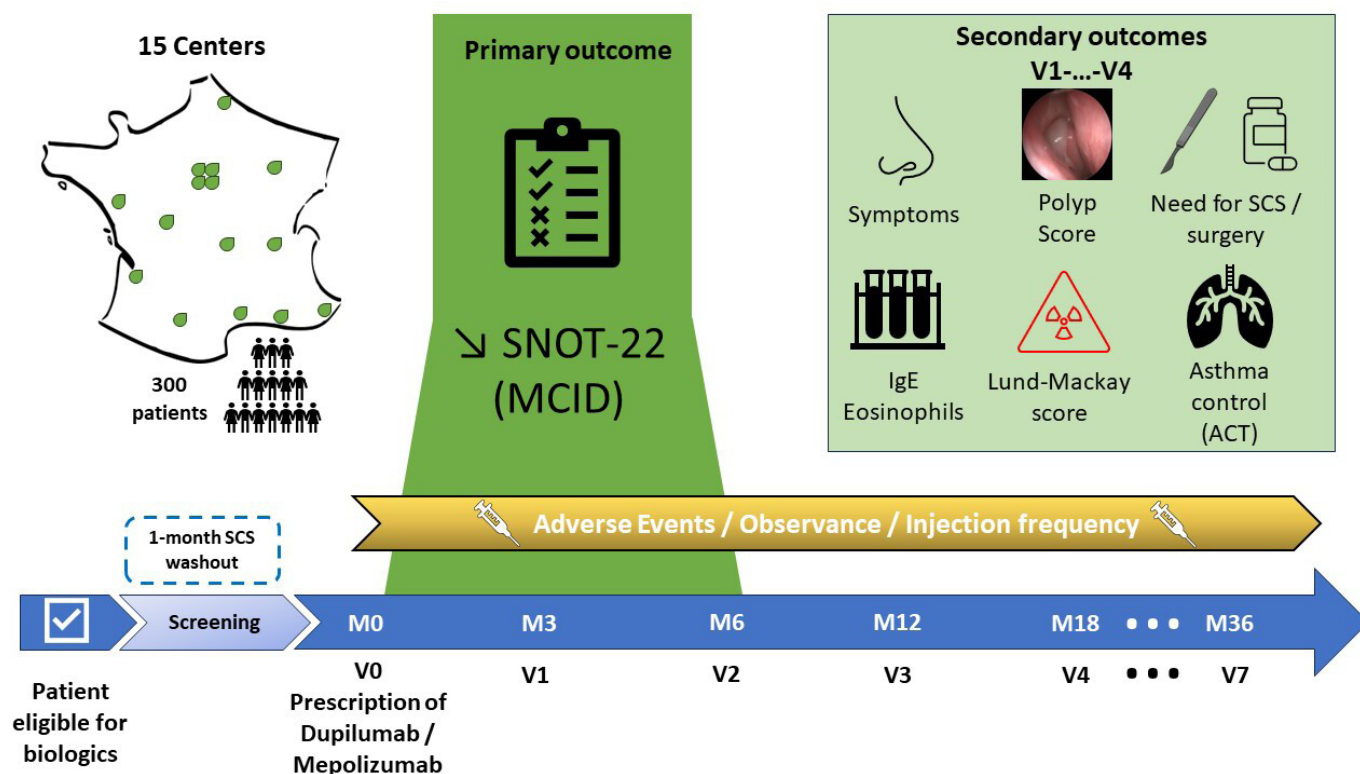 15 Centers
300
patients
Primary outcome
↘ SNOT-22
(MCID)
Secondary outcomes
V1-...-V4
Symptoms
Polyp
Score
Need for SCS /
surgery
IgE
Eosinophils
Lund-Mackay
score
Asthma
control
(ACT)
Adverse Events / Observance / Injection frequency
1-month SCS
washout
Screening
M0
M3
M6
M12
M18
• • •
M36
Patient
eligible for
biologics
V0
Prescription of
Dupilumab /
Mepolizumab
V1
V2
V3
V4
• • •
V7